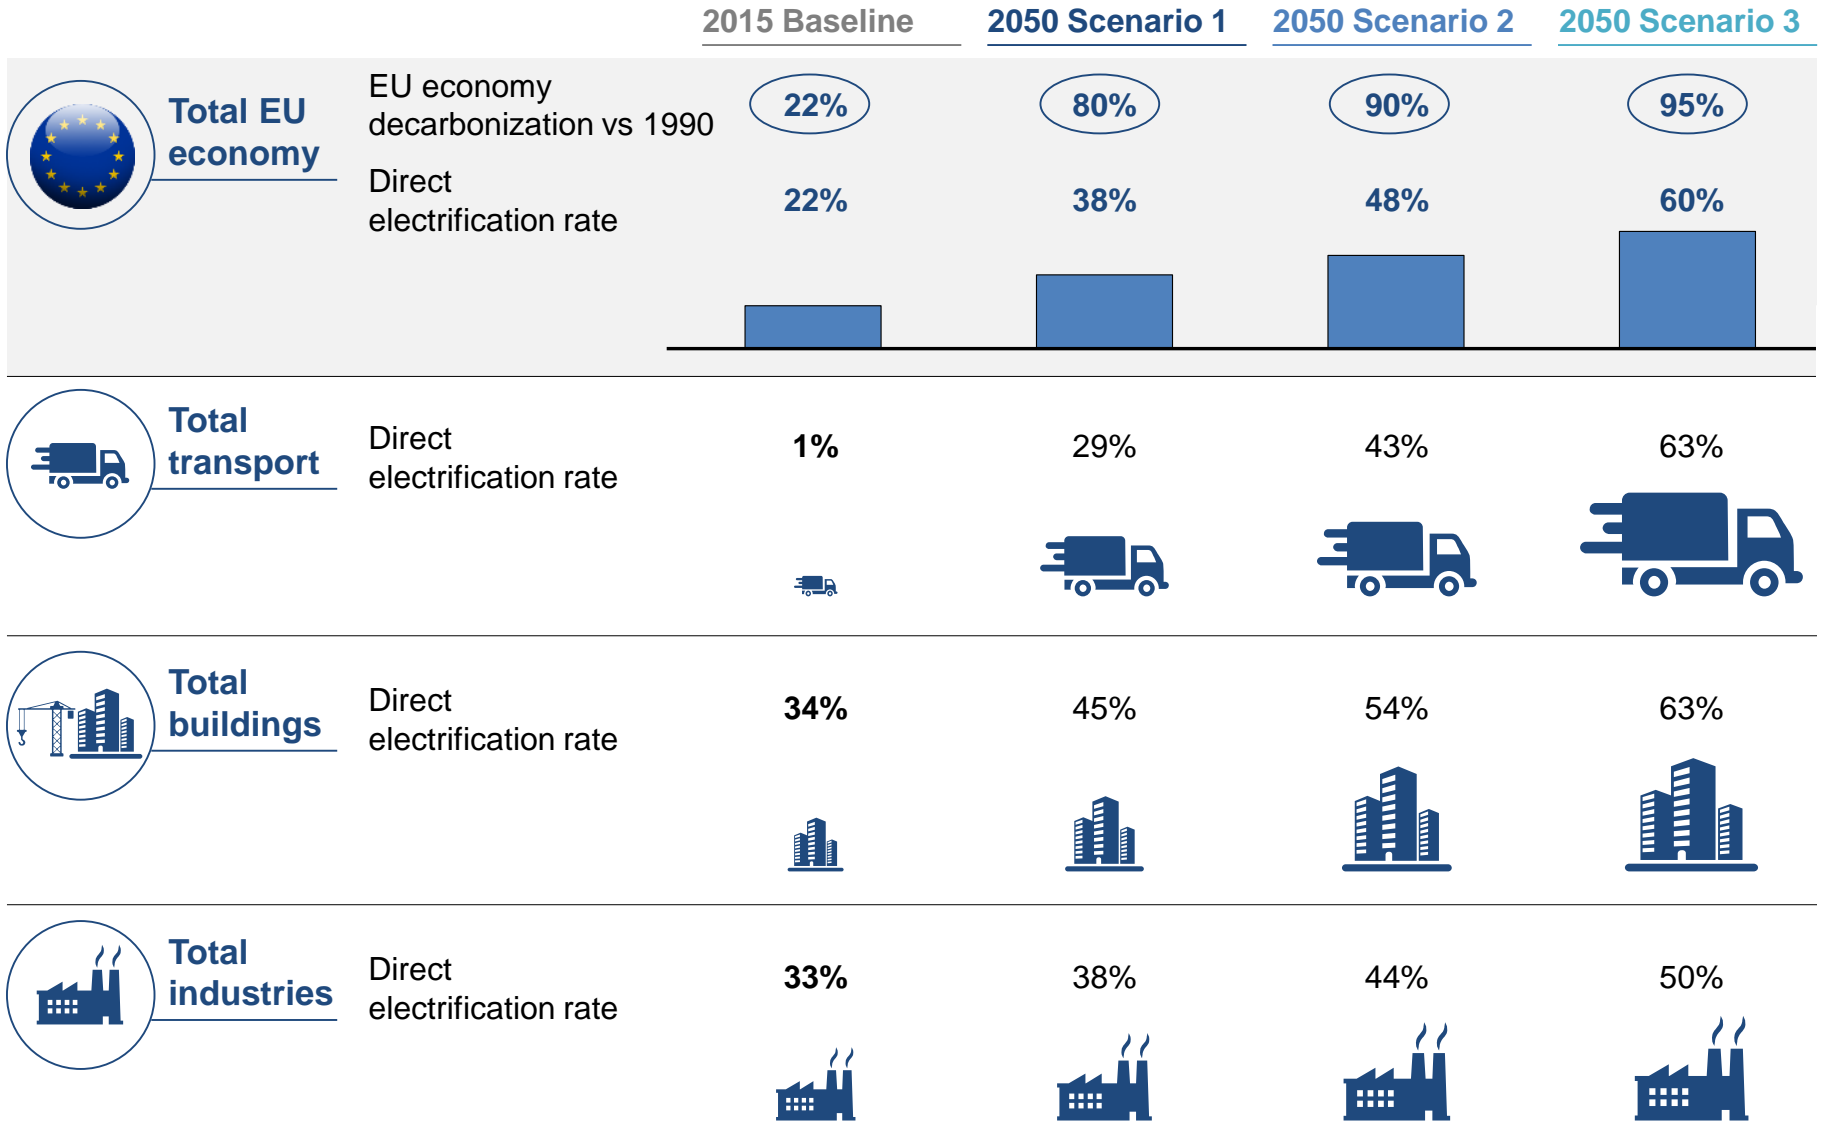 2015 Baseline 2050 Scenario 1 2050 Scenario 2 2050 Scenario 3
Total EU
economy
EU economy
decarbonization vs 1990
22% 80% 90% 95%
Direct
electrification rate
22% 38% 48% 60%
Total
transport
Direct
electrification rate
1% 29% 43% 63%
Total
buildings
Direct
electrification rate
34% 45% 54% 63%
Total
industries
Direct
electrification rate
33% 38% 44% 50%